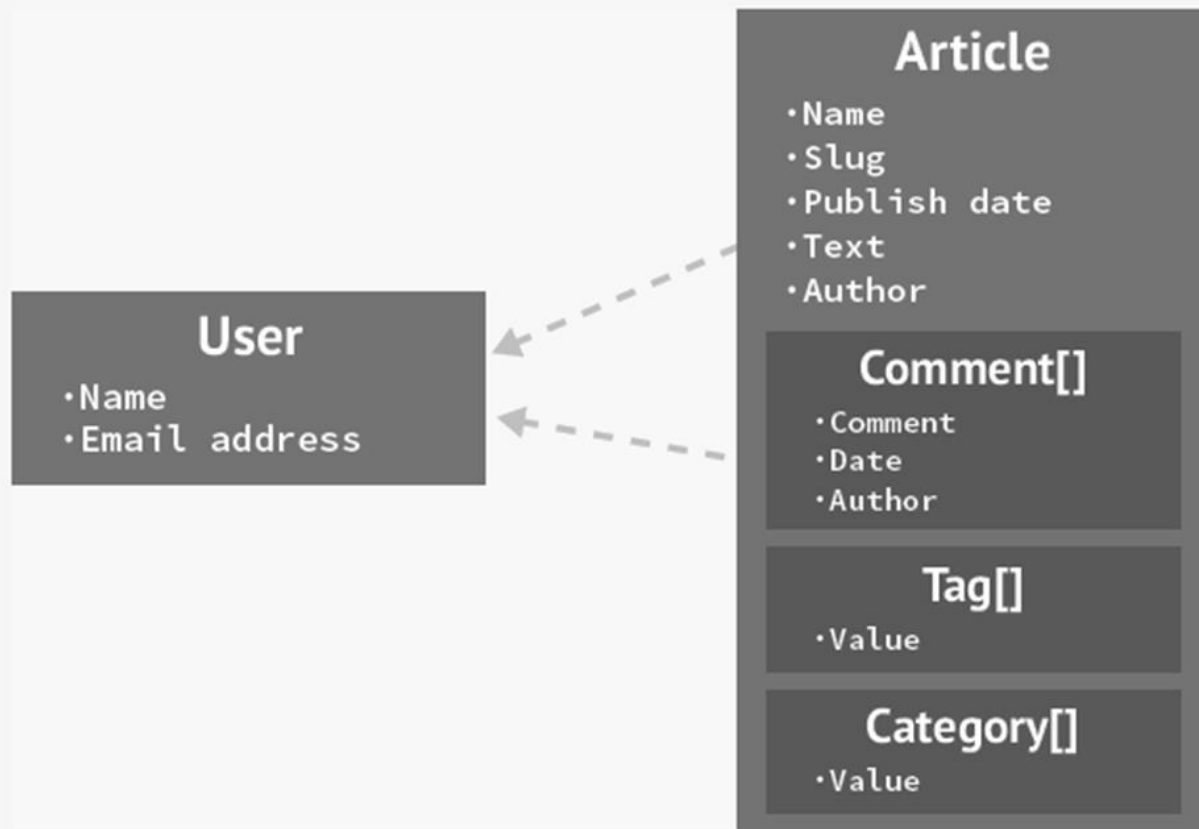 User
·Name
·Email address
Article
·Name
·Slug
·Publish date
·Text
·Author
Comment[]
·Comment
·Date
·Author
Tag[]
·Value
Category[]
·Value